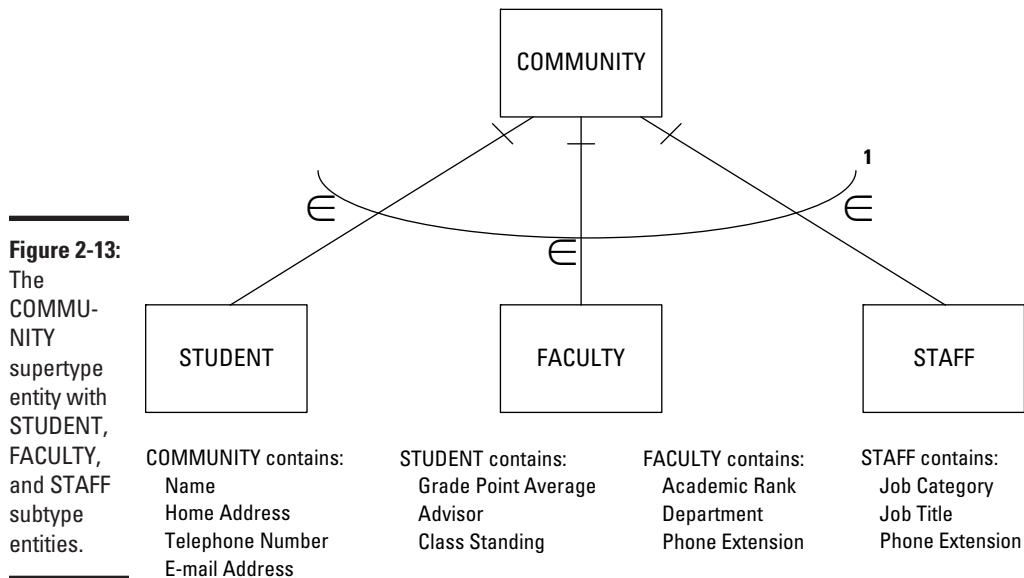 COMMUNITY
1
∈
∈
∈
STUDENT
FACULTY
STAFF
Figure 2-13:
The
COMMU-
NITY
supertype
entity with
STUDENT,
FACULTY,
and STAFF
subtype
entities.
COMMUNITY contains:
Name
Home Address
Telephone Number
E-mail Address
STUDENT contains:
Grade Point Average
Advisor
Class Standing
FACULTY contains:
Academic Rank
Department
Phone Extension
STAFF contains:
Job Category
Job Title
Phone Extension